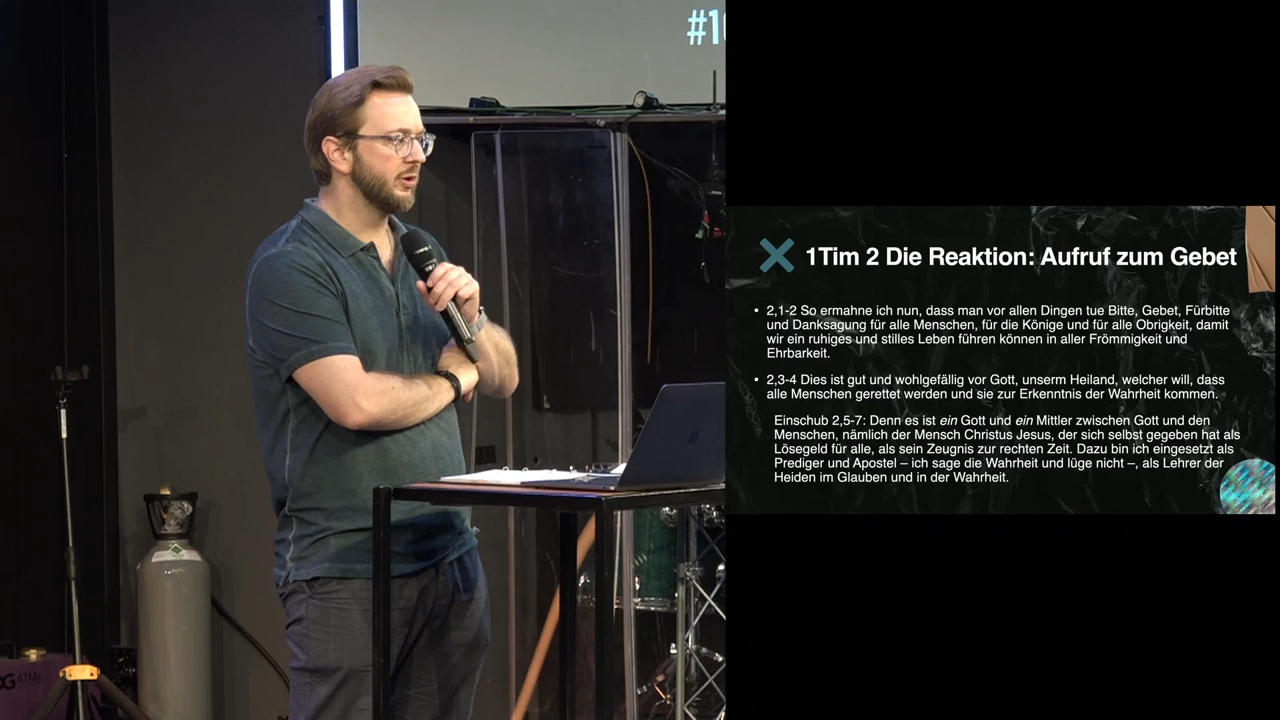 #1
1Tim 2 Die Reaktion: Aufruf zum Gebet
• 2,1-2 So ermahne ich nun, dass man vor allen Dingen tue Bitte, Gebet, Fürbitte
und Danksagung für alle Menschen, für die Könige und für alle Obrigkeit, damit
wir ein ruhiges und stilles Leben führen können in aller Frömmigkeit und
Ehrbarkeit.
• 2,3-4 Dies ist gut und wohlgefällig vor Gott, unserm Heiland, welcher will, dass
alle Menschen gerettet werden und sie zur Erkenntnis der Wahrheit kommen.
Einschub 2,5-7: Denn es ist ein Gott und ein Mittler zwischen Gott und den
Menschen, nämlich der Mensch Christus Jesus, der sich selbst gegeben hat als
Lösegeld für alle, als sein Zeugnis zur rechten Zeit. Dazu bin ich eingesetzt als
Prediger und Apostel – ich sage die Wahrheit und lüge nicht –, als Lehrer der
Heiden im Glauben und in der Wahrheit.
ATMe